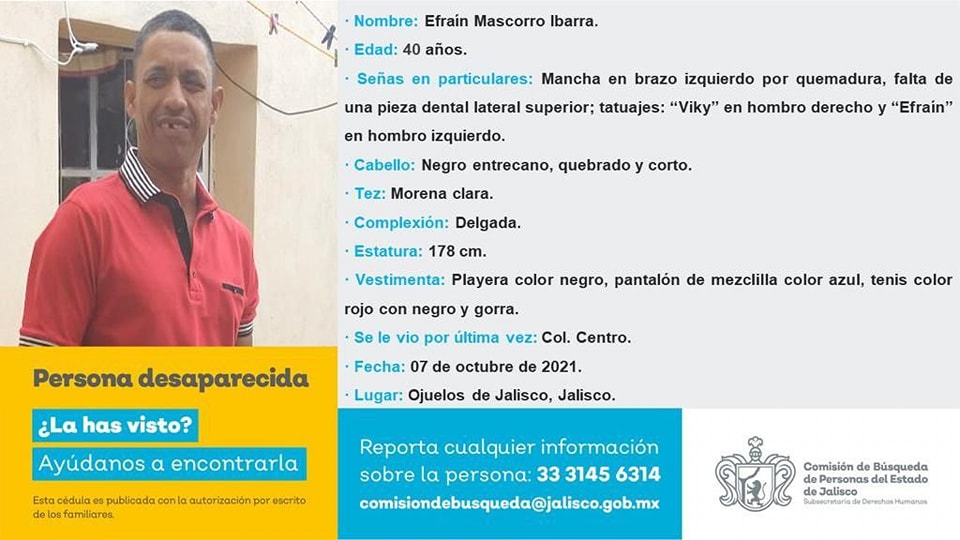 · Nombre: Efraín Mascorro Ibarra.
· Edad: 40 años.
· Señas en particulares: Mancha en brazo izquierdo por quemadura, falta de
una pieza dental lateral superior; tatuajes: “Viky” en hombro derecho y “Efraín”
en hombro izquierdo.
· Cabello: Negro entrecano, quebrado y corto.
· Tez: Morena clara.
· Complexión: Delgada.
· Estatura: 178 cm.
· Vestimenta: Playera color negro, pantalón de mezclilla color azul, tenis color
rojo con negro y gorra.
· Se le vio por última vez: Col. Centro.
· Fecha: 07 de octubre de 2021.
· Lugar: Ojuelos de Jalisco, Jalisco.
Persona desaparecida
¿La has visto?
Ayúdanos a encontrarla
Esta cédula es publicada con la autorización por escrito
de los familiares.
Reporta cualquier información
sobre la persona: 33 3145 6314
comisiondebusqueda@jalisco.gob.mx
Comisión de Búsqueda
de Personas del Estado
de Jalisco
Subsecretaría de Derechos Humanos